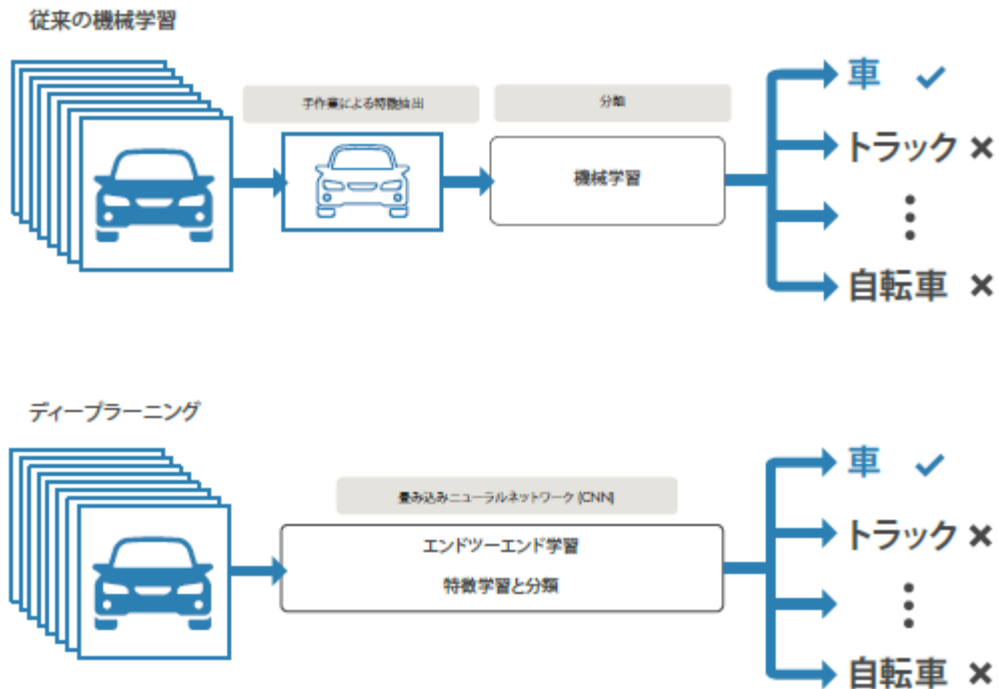 従来の機械学習
手作業による特徴抽出
分類
機械学習
車
トラック
自転車
ディープラーニング
畳み込みニューラルネットワーク (CNN)
エンドツーエンド学習
特徴学習と分類
車
トラック
自転車